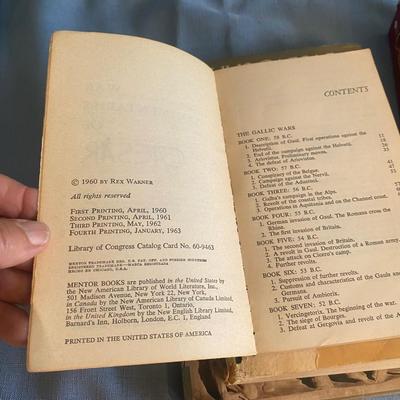 © 1960 BY REX WARNER
All rights reserved
FIRST PRINTING, APRIL, 1960
SECOND PRINTING, APRIL, 1961
THIRD PRINTING, MAY, 1962
FOURTH PRINTING, JANUARY, 1963
Library of Congress Catalog Card No. 60-9463
MENTOR TRADEMARK REG. U.S. PAT. OFF. AND FOREIGN COUNTRIES
REGISTERED TRADEMARK—MARCA REGISTRADA
HECHO EN CHICAGO, U.S.A.
MENTOR BOOKS are published in the United States by
The New American Library of World Literature, Inc.,
501 Madison Avenue, New York 22, New York,
in Canada by The New American Library of Canada Limited,
156 Front Street West, Toronto 1, Ontario,
in the United Kingdom by The New English Library Limited,
Barnard's Inn, Holborn, London, E.C. 1, England
PRINTED IN THE UNITED STATES OF AMERICA
CONTENTS
THE GALLIC WARS
BOOK ONE: 58 B.C.
1. Description of Gaul. First operations against the
Helvetii.
2. End of the campaign against the Helvetii.
3. Ariovistus. Preliminary moves.
4. The defeat of Ariovistus.
BOOK TWO: 57 B.C.
1. Conspiracy of the Belgae.
2. Campaign against the Nervii.
3. Defeat of the Aduatuci.
BOOK THREE: 56 B.C.
1. Galba's campaign in the Alps.
2. Revolt of the coastal tribes.
3. Operations in Aquitania and on the Channel coast.
BOOK FOUR: 55 B.C.
1. German invasion of Gaul. The Romans cross the
Rhine.
2. The first invasion of Britain.
BOOK FIVE: 54 B.C.
1. The second invasion of Britain.
2. A revolt in Gaul. Destruction of a Roman army.
3. The attack on Cicero's camp.
4. Further revolts.
BOOK SIX: 53 B.C.
1. Suppression of further revolts.
2. Customs and characteristics of the Gauls and
Germans.
3. Pursuit of Ambiorix.
BOOK SEVEN: 52 B.C.
1. Vercingetorix. The beginning of the war.
2. The siege of Bourges.
3. Defeat at Gergovia and revolt of the